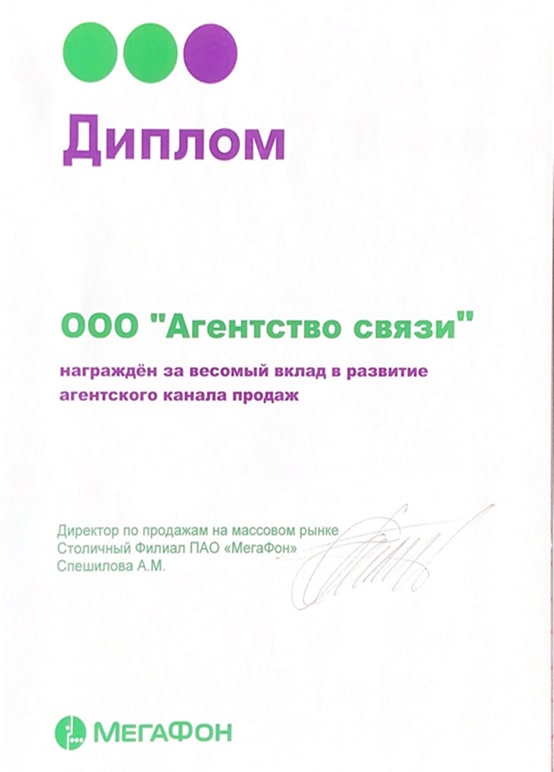 Диплом
ООО "Агентство связи"
награждён за весомый вклад в развитие
агентского канала продаж
Директор по продажам на массовом рынке
Столичный Филиал ПАО «МегаФон»
Спешилова А.М.
МЕГАФОН